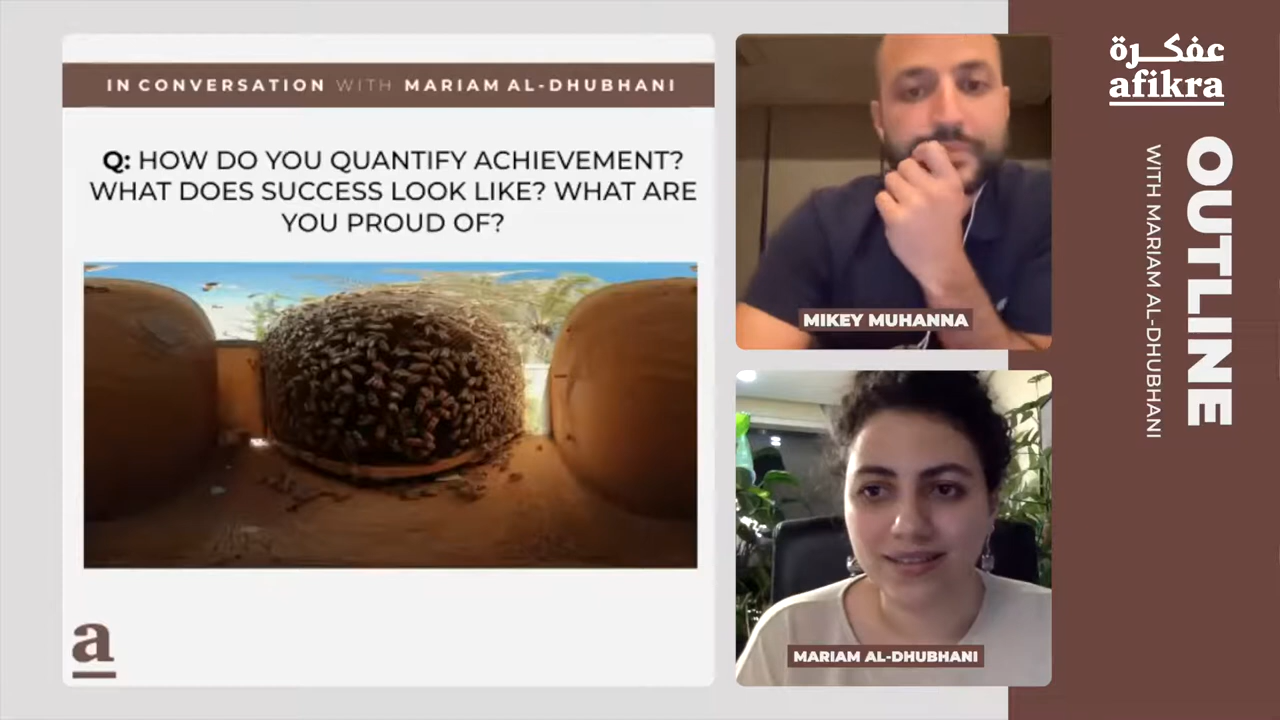 IN CONVERSATION WITH MARIAM AL-DHUBHANI
Q: HOW DO YOU QUANTIFY ACHIEVEMENT?
WHAT DOES SUCCESS LOOK LIKE? WHAT ARE
YOU PROUD OF?
a
MIKEY MUHANNA
MARIAM AL-DHUBHANI
عفكرة
afikra
OUTLINE
WITH MARIAM AL-DHUBHANI